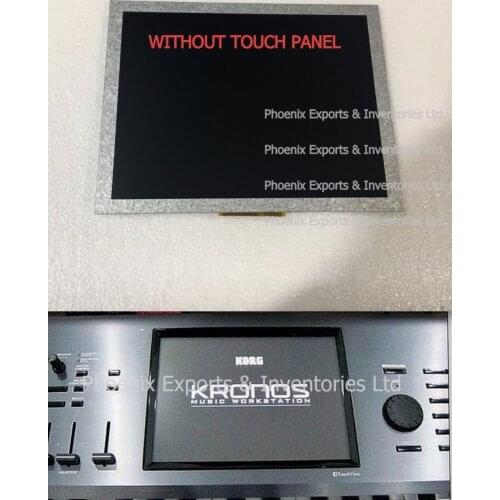 WITHOUT TOUCH PANEL
Phoenix Exports & Inventories Ltd.
Phoenix Exports & Inventories Ltd.
Phoenix Exports & Inventories Ltd.
KORG
Phoenix Exports & Inventories Ltd
KRONOS
MUSIC WORKSTATION
TouchView
MASTER